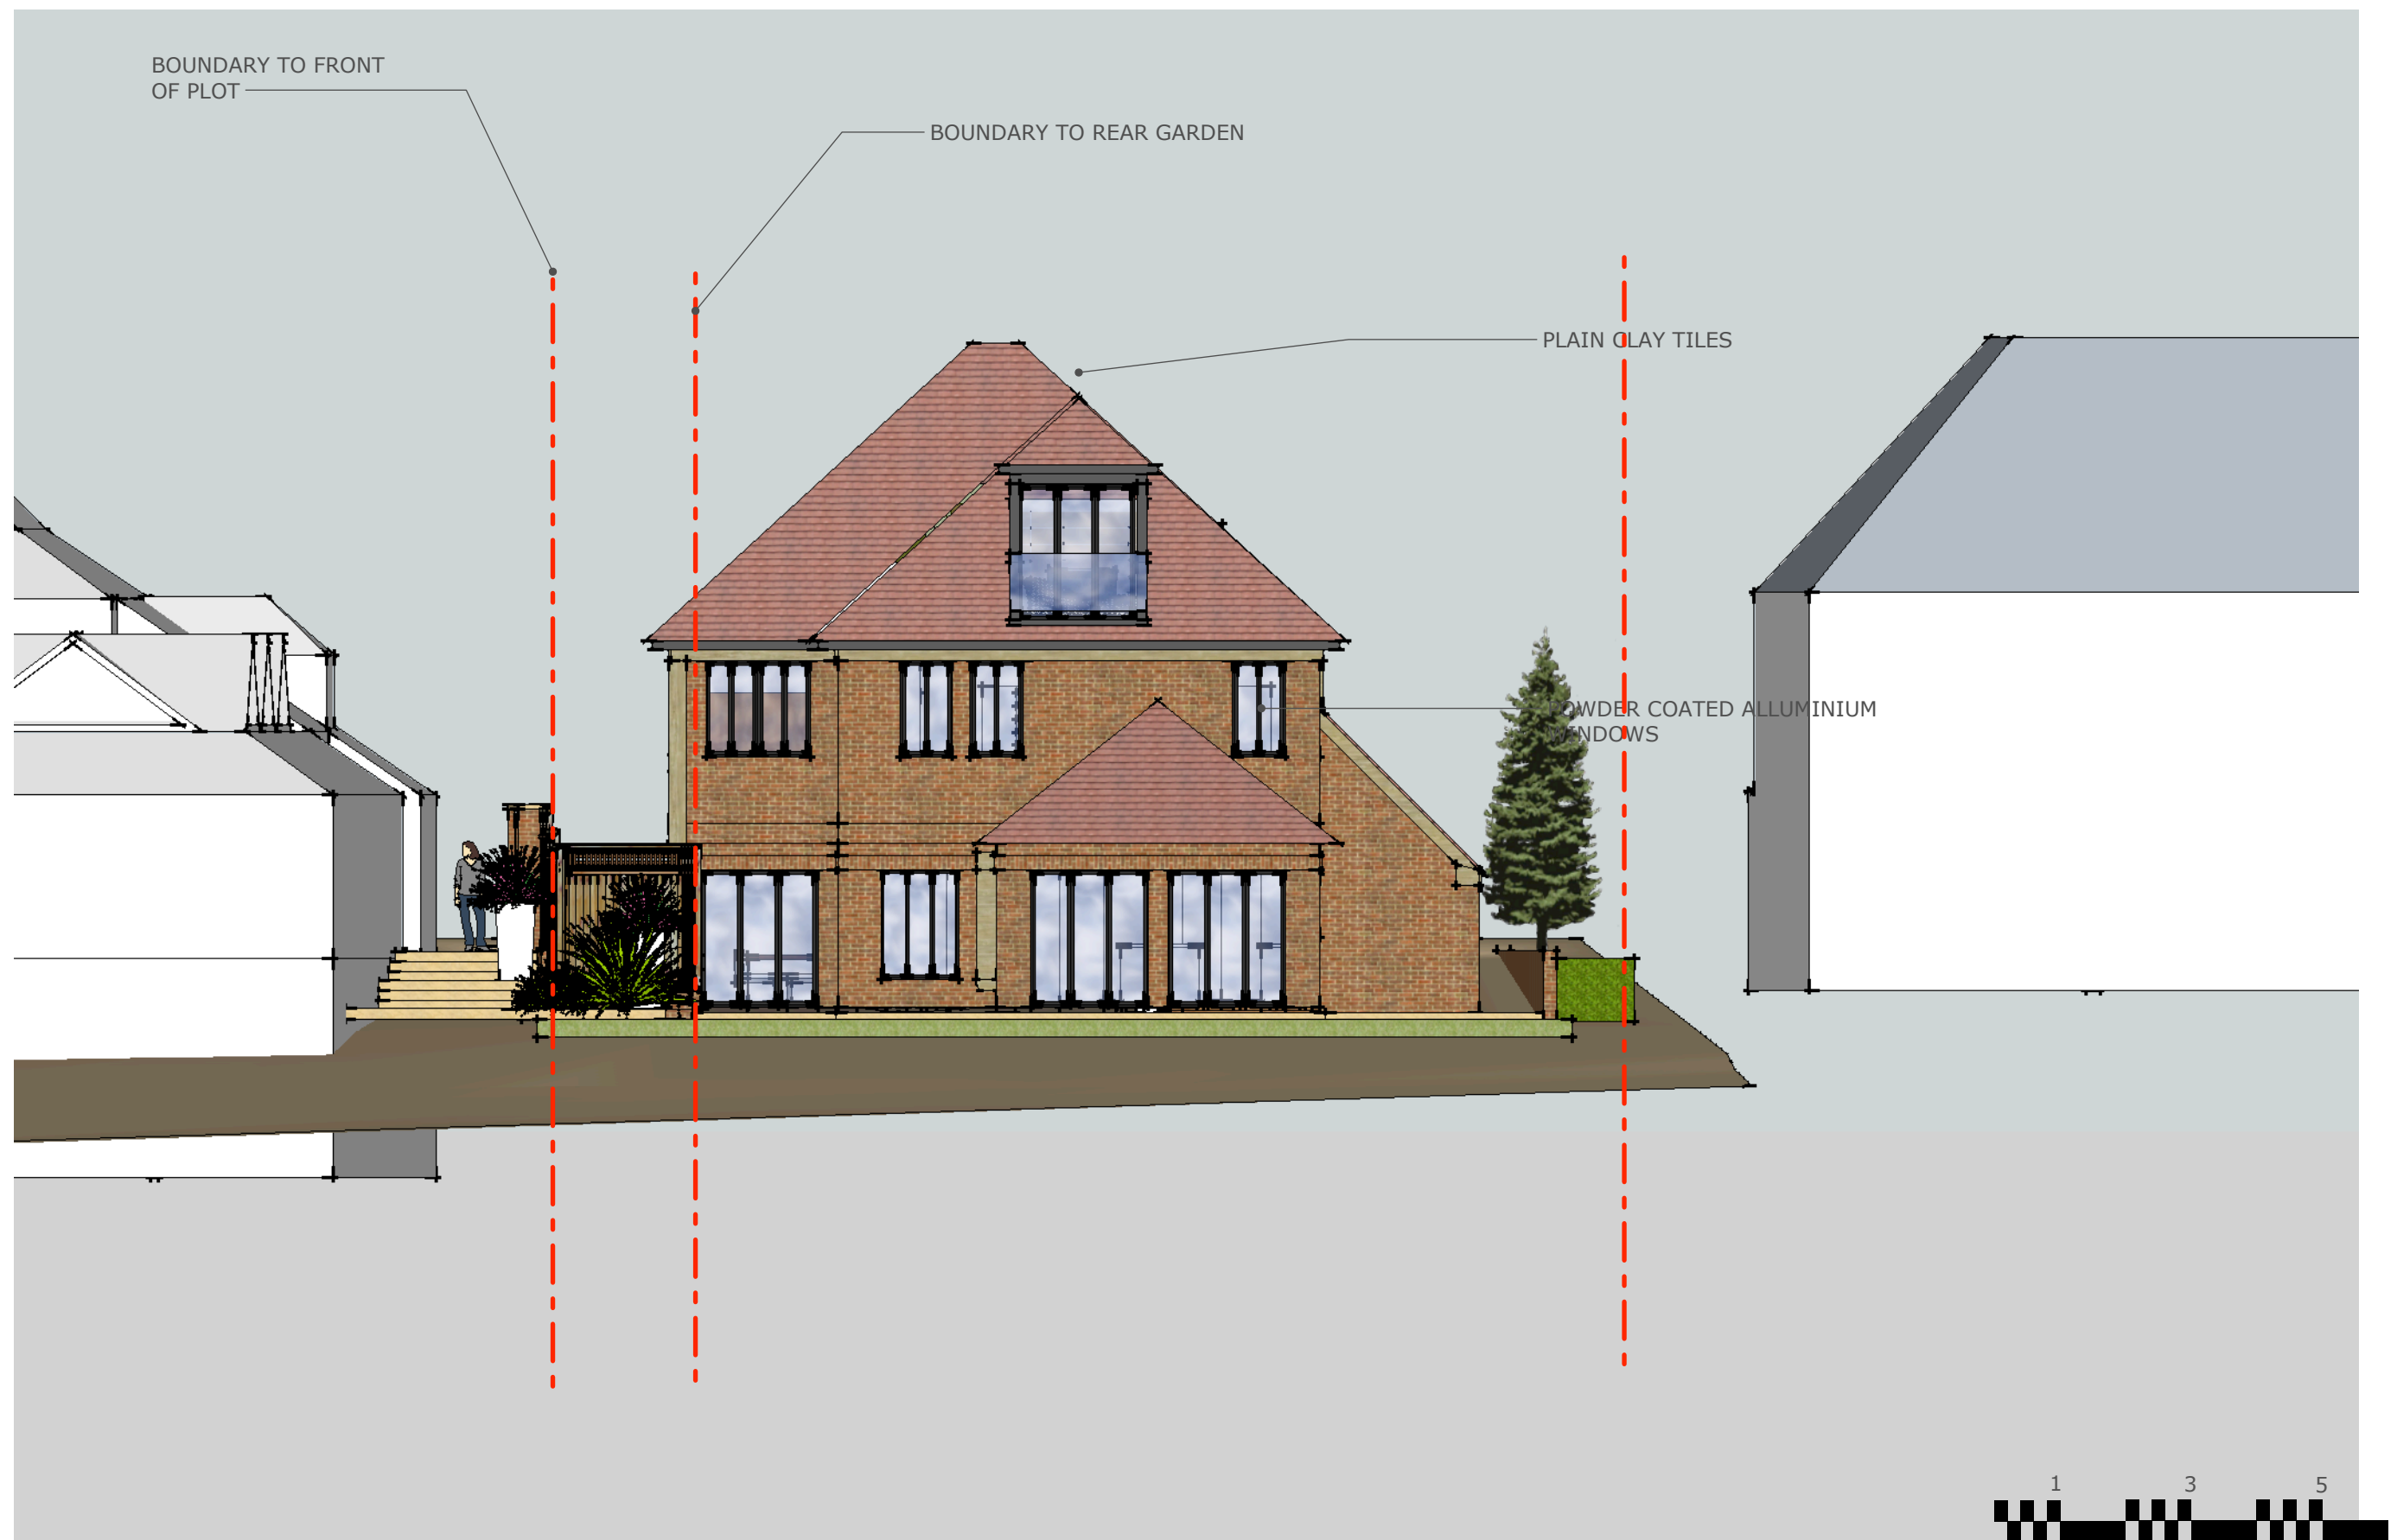 BOUNDARY TO FRONT
OF PLOT
BOUNDARY TO REAR GARDEN
PLAIN CLAY TILES
POWDER COATED ALLUMINIUM
WINDOWS
1 3 5